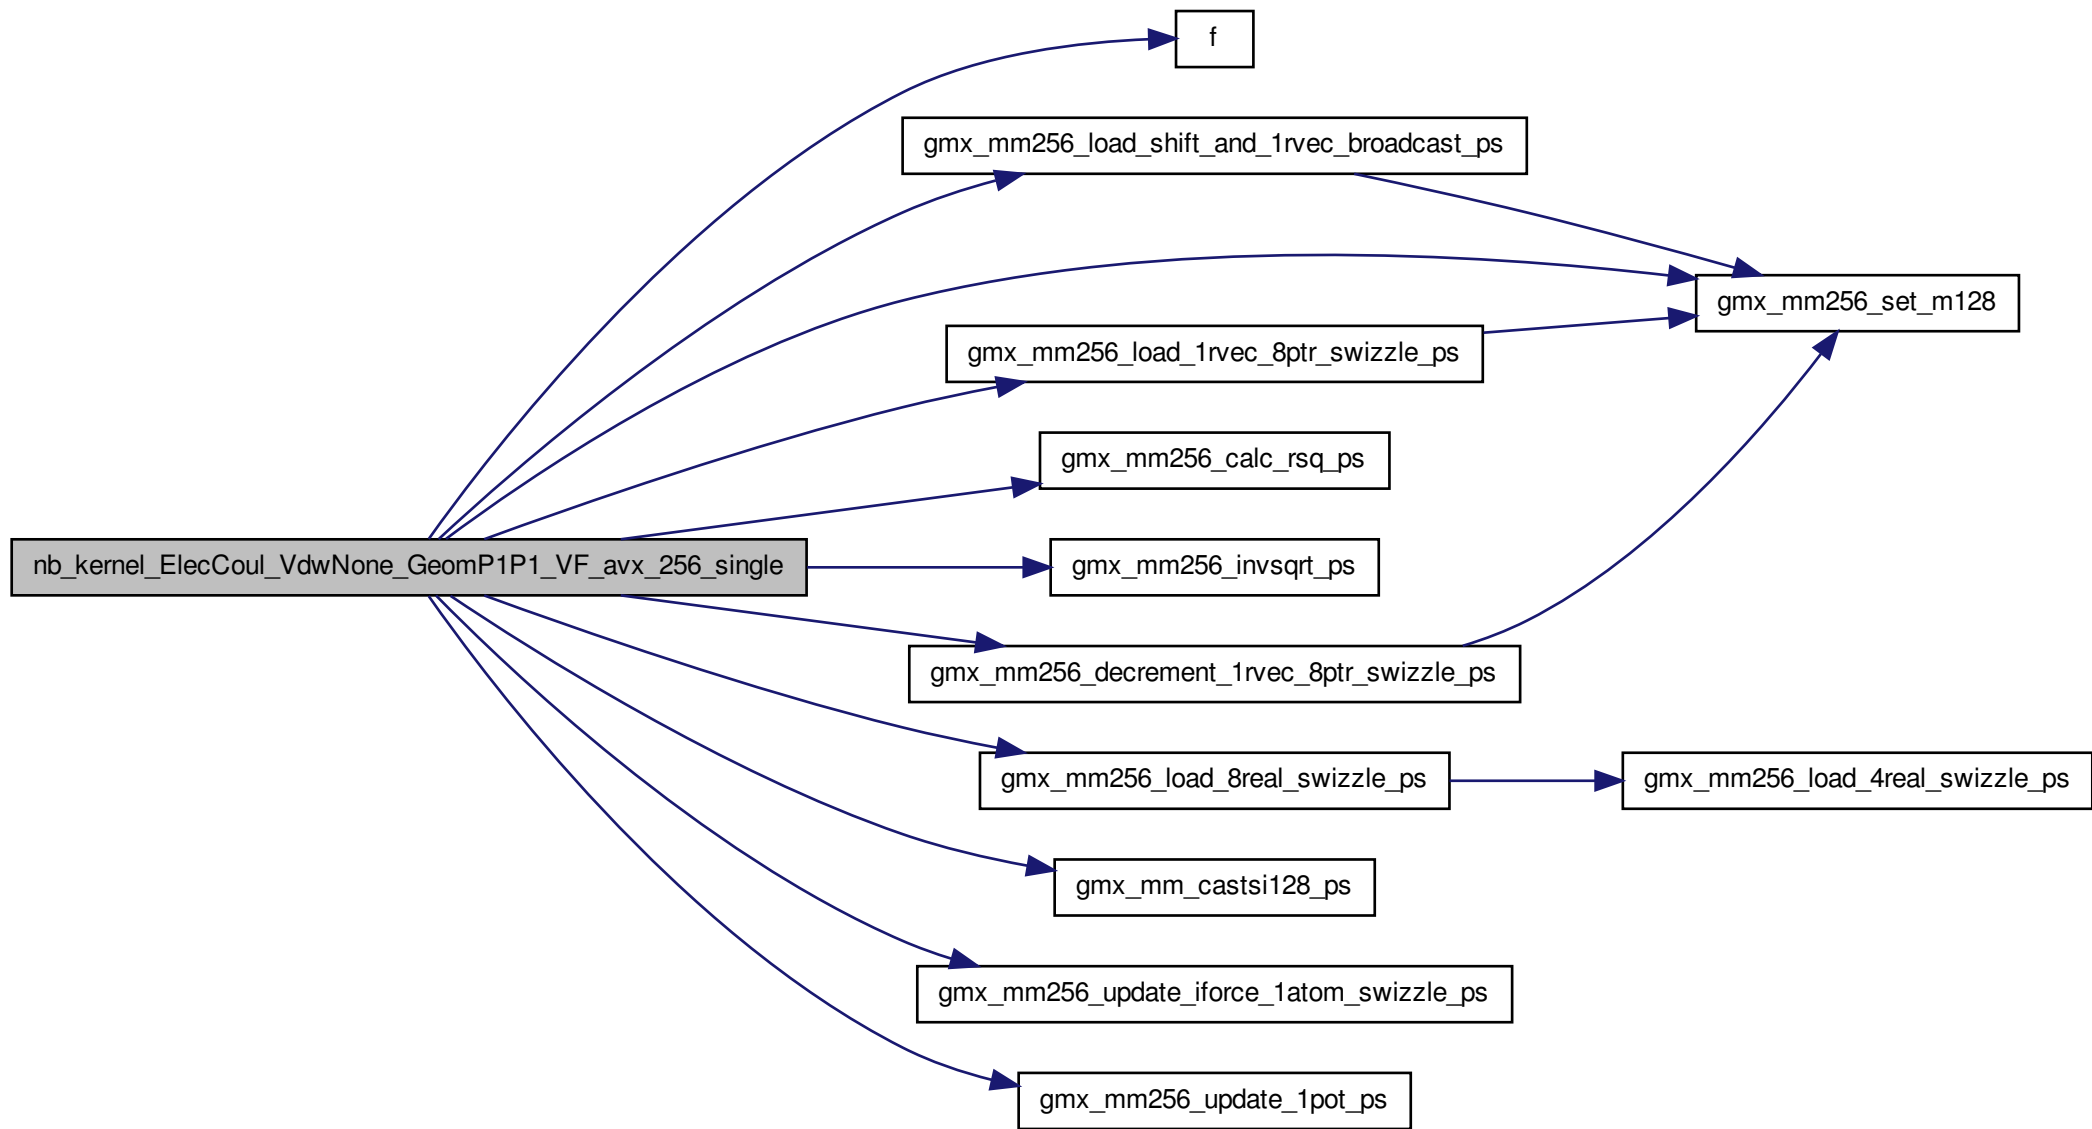 f
gmx_mm256_load_shift_and_1rvec_broadcast_ps
gmx_mm256_set_m128
gmx_mm256_load_1rvec_8ptr_swizzle_ps
gmx_mm256_calc_rsq_ps
nb_kernel_ElecCoul_VdwNone_GeomP1P1_VF_avx_256_single
gmx_mm256_invsqrt_ps
gmx_mm256_decrement_1rvec_8ptr_swizzle_ps
gmx_mm256_load_8real_swizzle_ps
gmx_mm256_load_4real_swizzle_ps
gmx_mm_castsi128_ps
gmx_mm256_update_iforce_1atom_swizzle_ps
gmx_mm256_update_1pot_ps